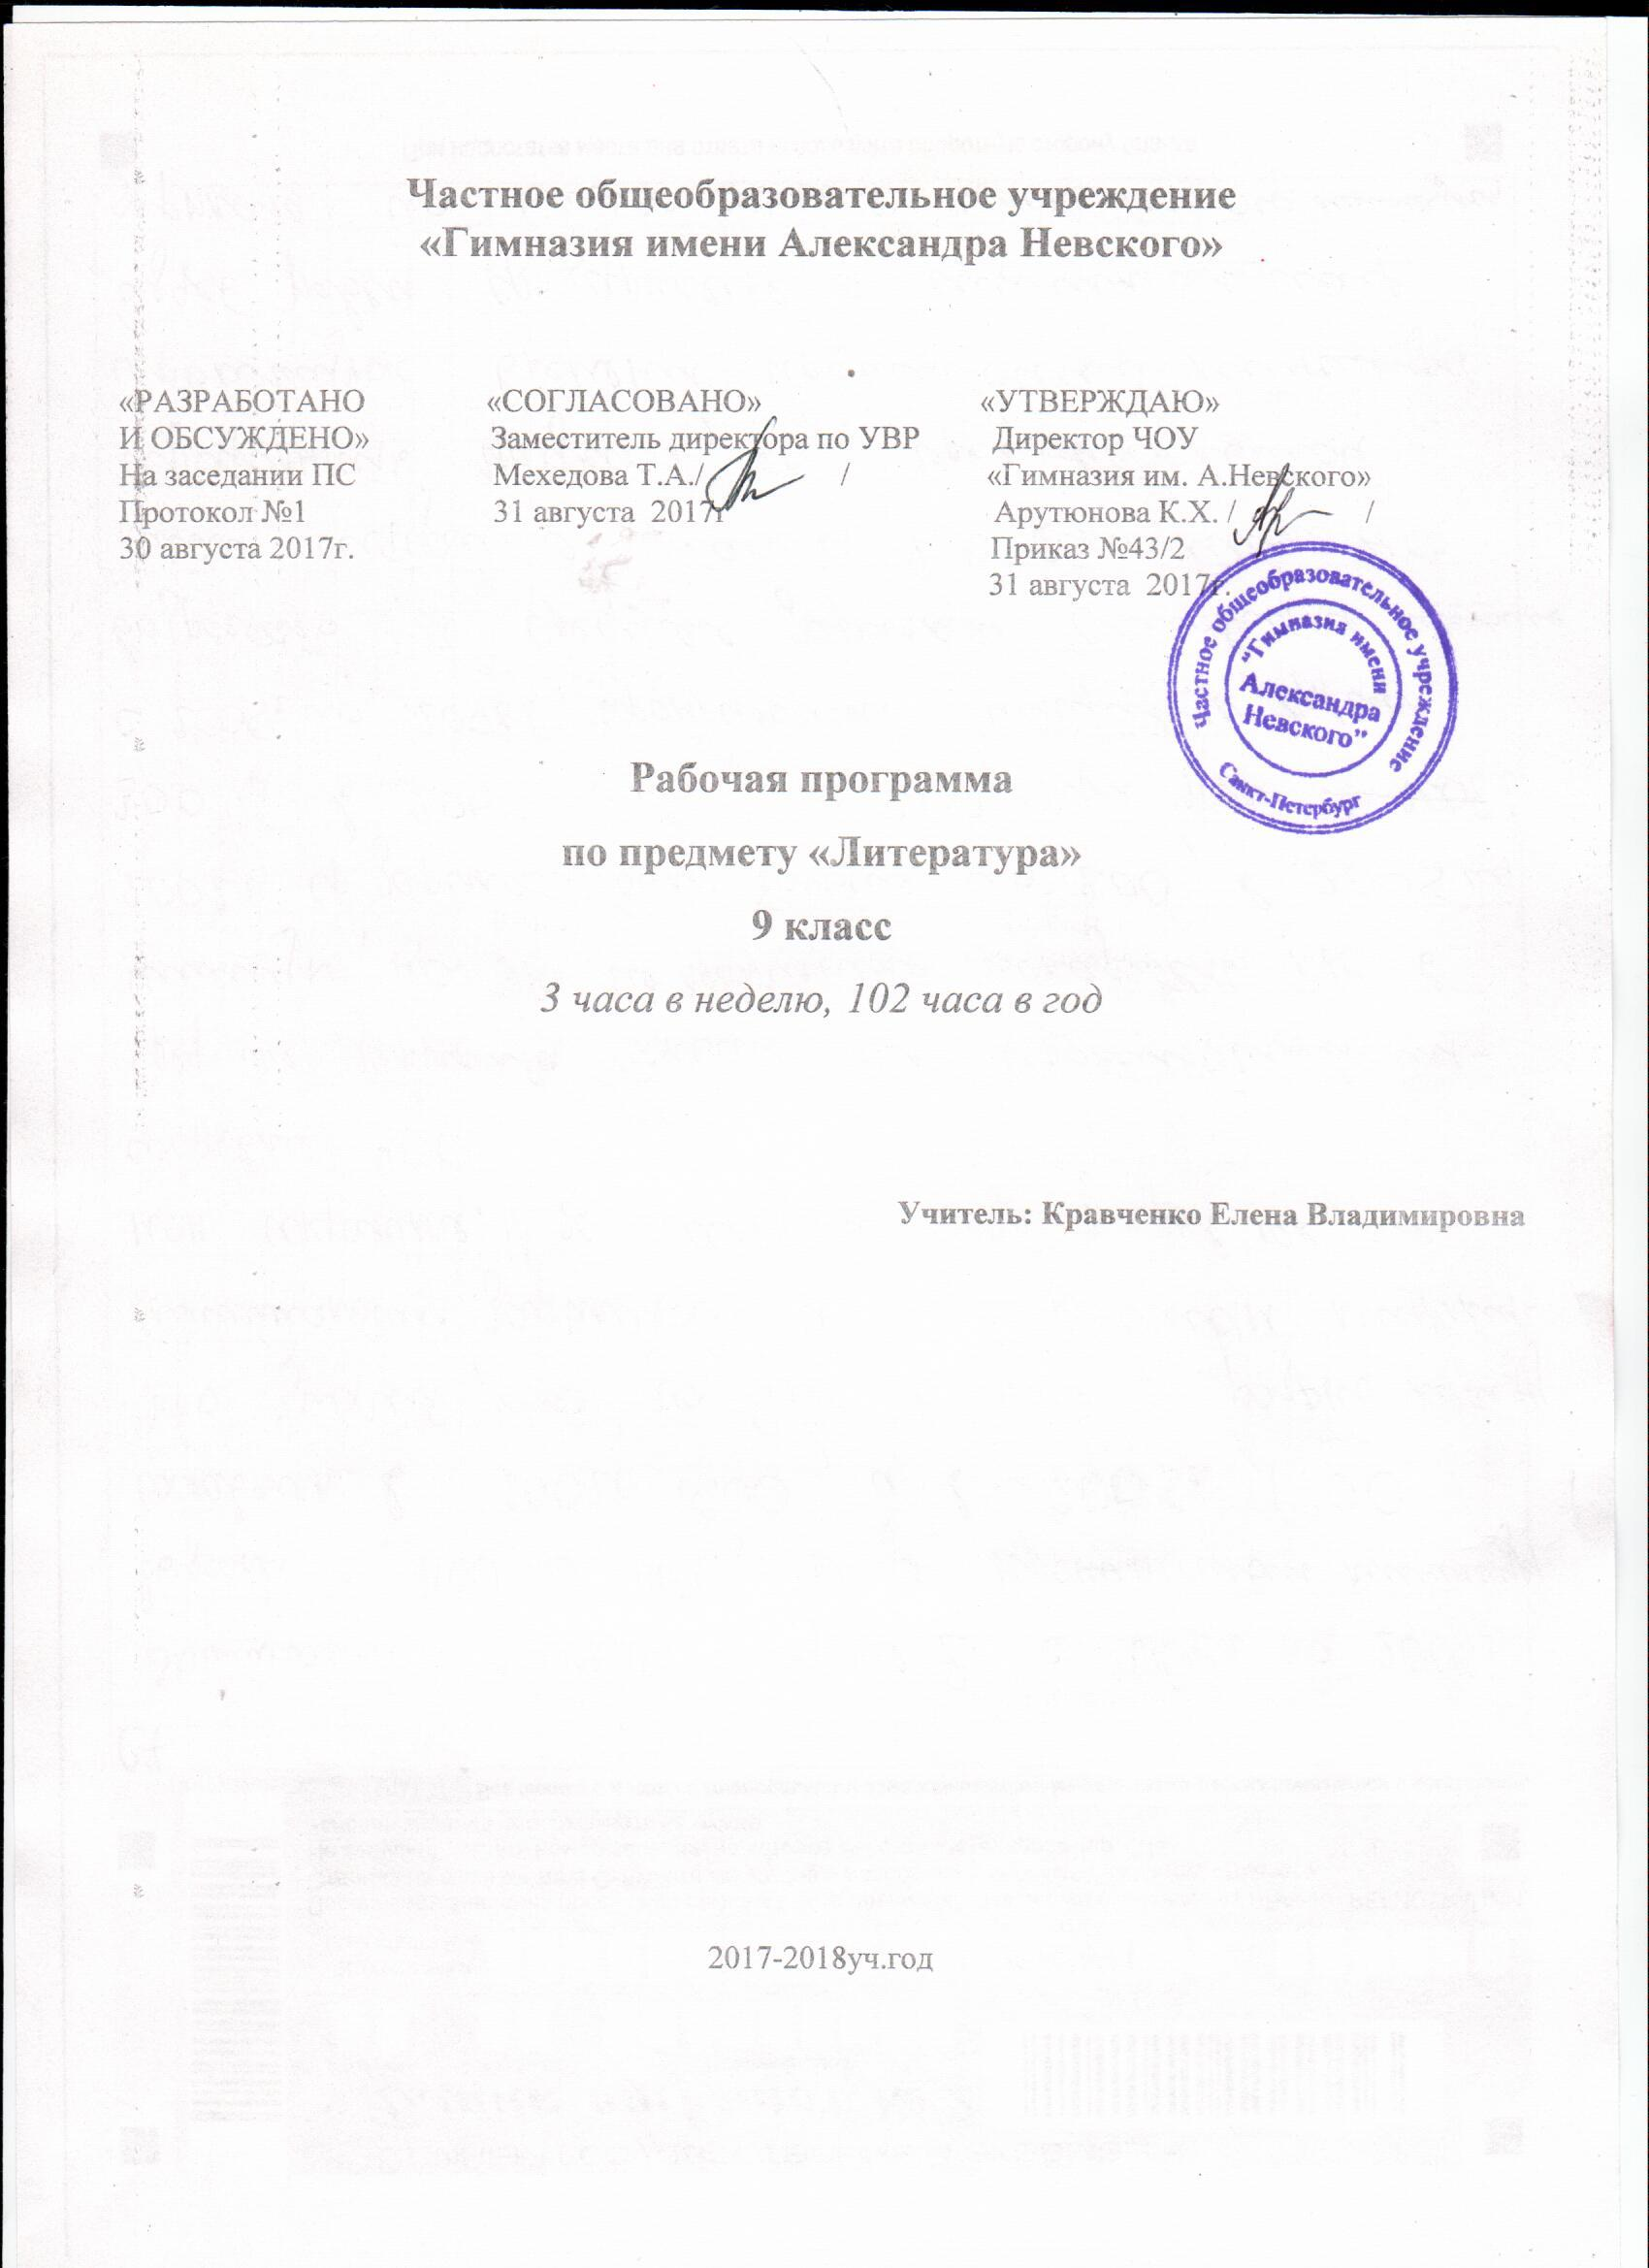 Частное общеобразовательное учреждение
«Гимназия имени Александра Невского»
«РАЗРАБОТАНО
И ОБСУЖДЕНО»
На заседании ПС
Протокол №1
30 августа 2017г.
«СОГЛАСОВАНО»
Заместитель директора по УВР
Мехедова Т.А./ /
31 августа 2017г
«УТВЕРЖДАЮ»
Директор ЧОУ
«Гимназия им. А.Невского»
Арутюнова К.Х. / /
Приказ №43/2
31 августа 2017г.
Частное общеобразовательное учреждение
Санкт-Петербург
"Гимназия имени
Александра
Невского"
Рабочая программа
по предмету «Литература»
9 класс
3 часа в неделю, 102 часа в год
Учитель: Кравченко Елена Владимировна
2017-2018уч.год